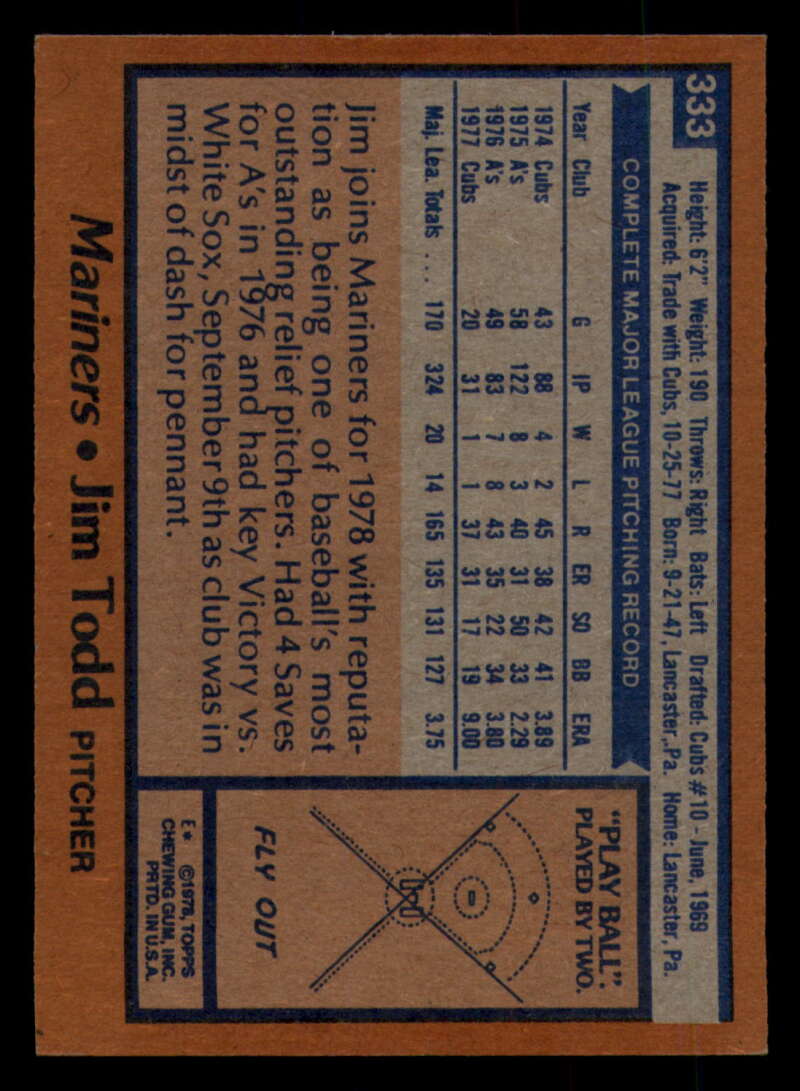 333
Height: 6'2" Weight: 190 Throws: Right Bats: Left Drafted: Cubs #10 - June, 1969
Acquired: Trade with Cubs, 10-25-77 Born: 9-21-47, Lancaster, Pa. Home: Lancaster, Pa.
COMPLETE MAJOR LEAGUE PITCHING RECORD
Year Club G IP W L R ER SO BB ERA
1974 Cubs 43 88 4 2 45 38 42 41 3.89
1975 A's 58 122 8 3 40 31 50 33 2.29
1976 A's 49 83 7 8 43 35 22 34 3.80
1977 Cubs 20 31 1 1 37 31 17 19 9.00
Maj. Lea. Totals ... 170 324 20 14 165 135 131 127 3.75
Jim joins Mariners for 1978 with reputa-
tion as being one of baseball's most
outstanding relief pitchers. Had 4 Saves
for A's in 1976 and had key Victory vs.
White Sox, September 9th as club was in
midst of dash for pennant.
"PLAY BALL":
PLAYED BY TWO.
FLY OUT
E* ©1978, TOPPS
CHEWING GUM, INC.
PRTD. IN U.S.A.
Mariners • Jim Todd PITCHER